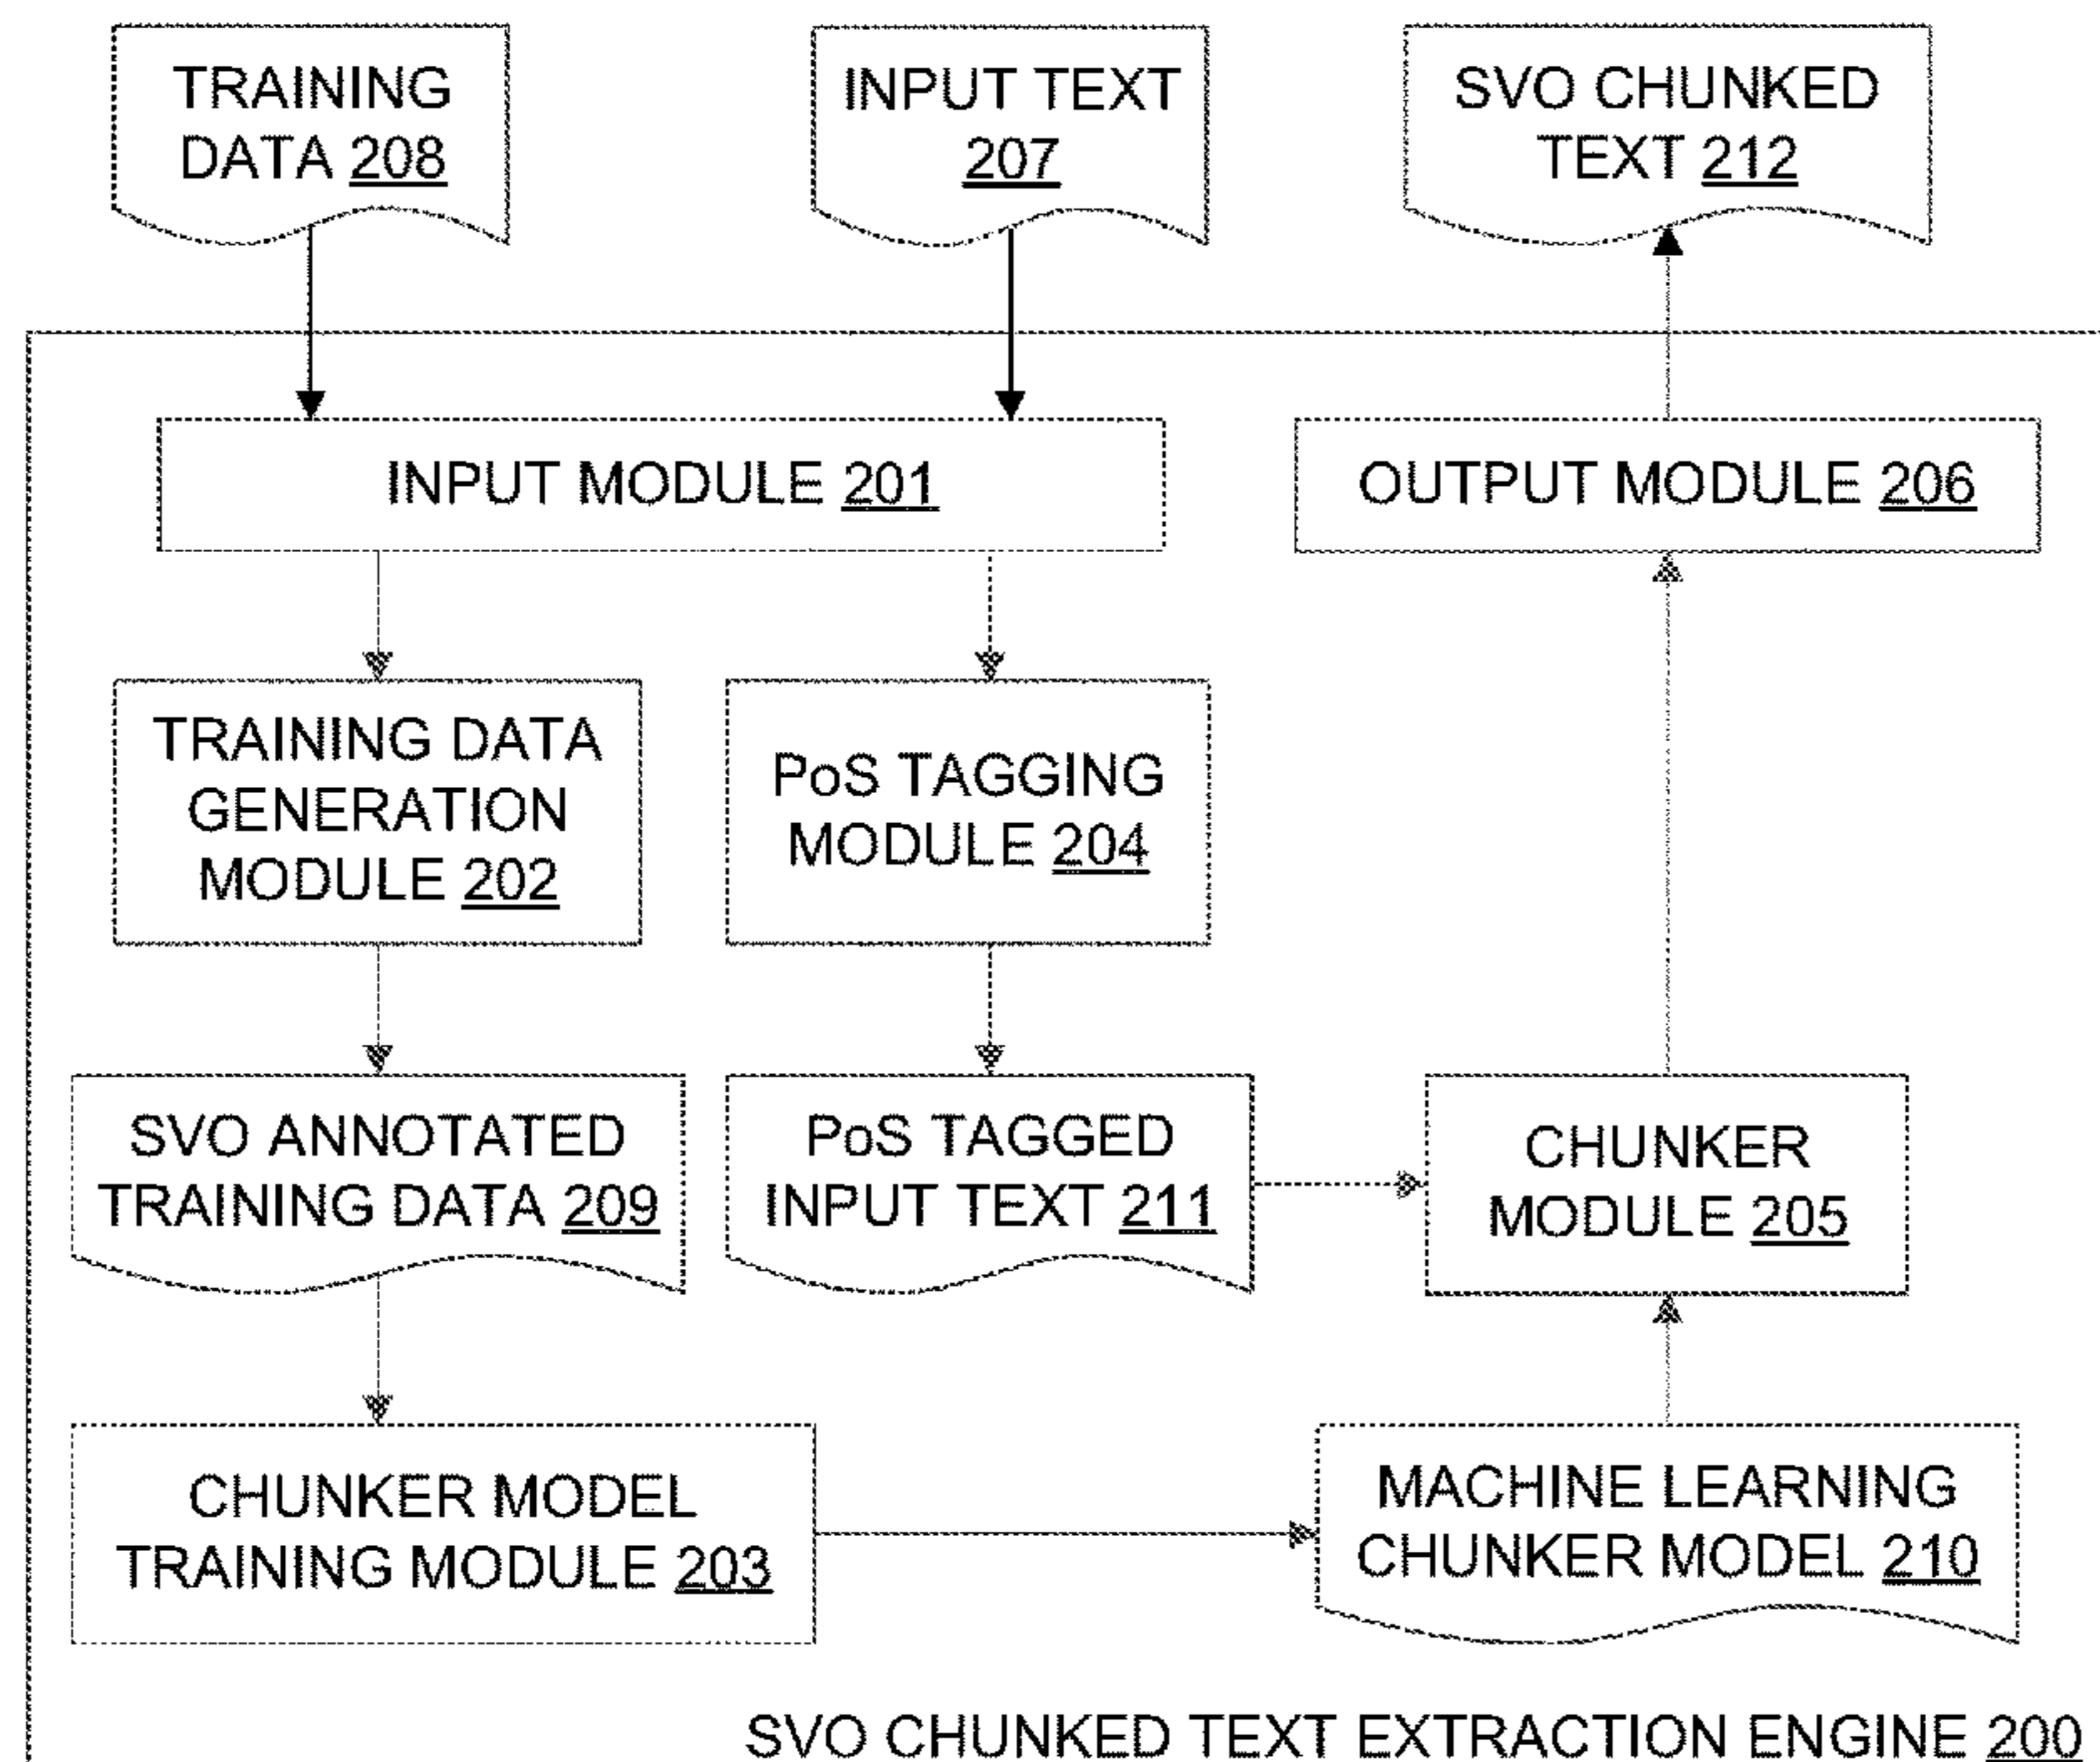 TRAINING
DATA 208
INPUT TEXT
207
SVO CHUNKED
TEXT 212
INPUT MODULE 201
OUTPUT MODULE 206
TRAINING DATA
GENERATION
MODULE 202
PoS TAGGING
MODULE 204
SVO ANNOTATED
TRAINING DATA 209
PoS TAGGED
INPUT TEXT 211
CHUNKER
MODULE 205
CHUNKER MODEL
TRAINING MODULE 203
MACHINE LEARNING
CHUNKER MODEL 210
SVO CHUNKED TEXT EXTRACTION ENGINE 200